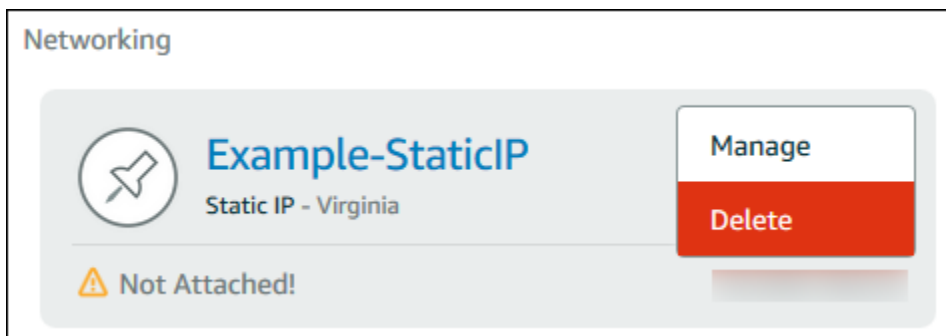 Networking
Example-StaticIP
Manage
Static IP - Virginia
Delete
Not Attached!